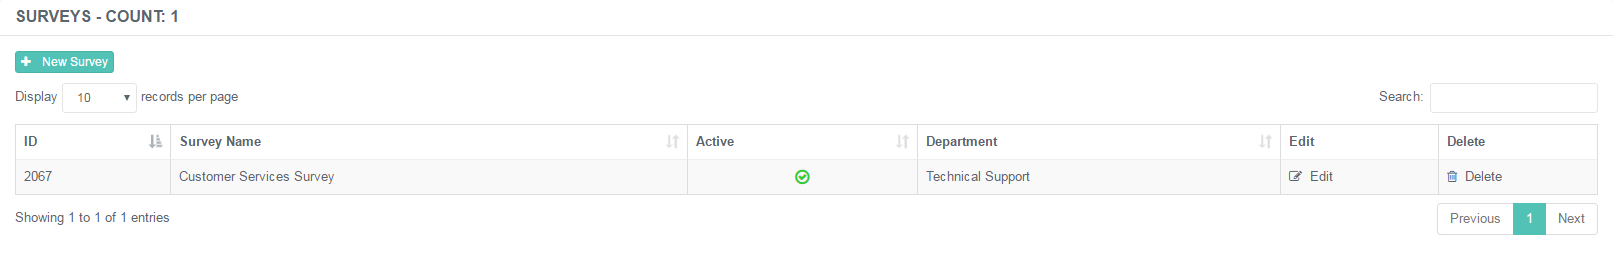 SURVEYS - COUNT: 1
New Survey
Display 10 records per page Search:
ID Survey Name Active Department Edit Delete
2067 Customer Services Survey Technical Support Edit Delete
Showing 1 to 1 of 1 entries Previous 1 Next